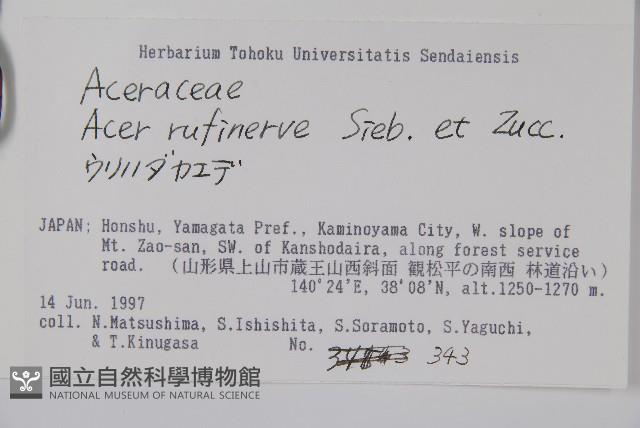 Herbarium Tohoku Universitatis Sendaiensis
Aceraceae
Acer rufinerve Sieb. et Zucc.
ウリハダカエデ
JAPAN; Honshu, Yamagata Pref., Kaminoyama City, W. slope of
Mt. Zao-san, SW. of Kanshodaira, along forest service
road. (山形県上山市蔵王山西斜面 観松平の南西 林道沿い)
140°24'E, 38°08'N, alt.1250-1270 m.
14 Jun. 1997
coll. N.Matsushima, S.Ishishita, S.Soramoto, S.Yaguchi,
& T.Kinugasa No. 343
國立自然科學博物館
NATIONAL MUSEUM OF NATURAL SCIENCE